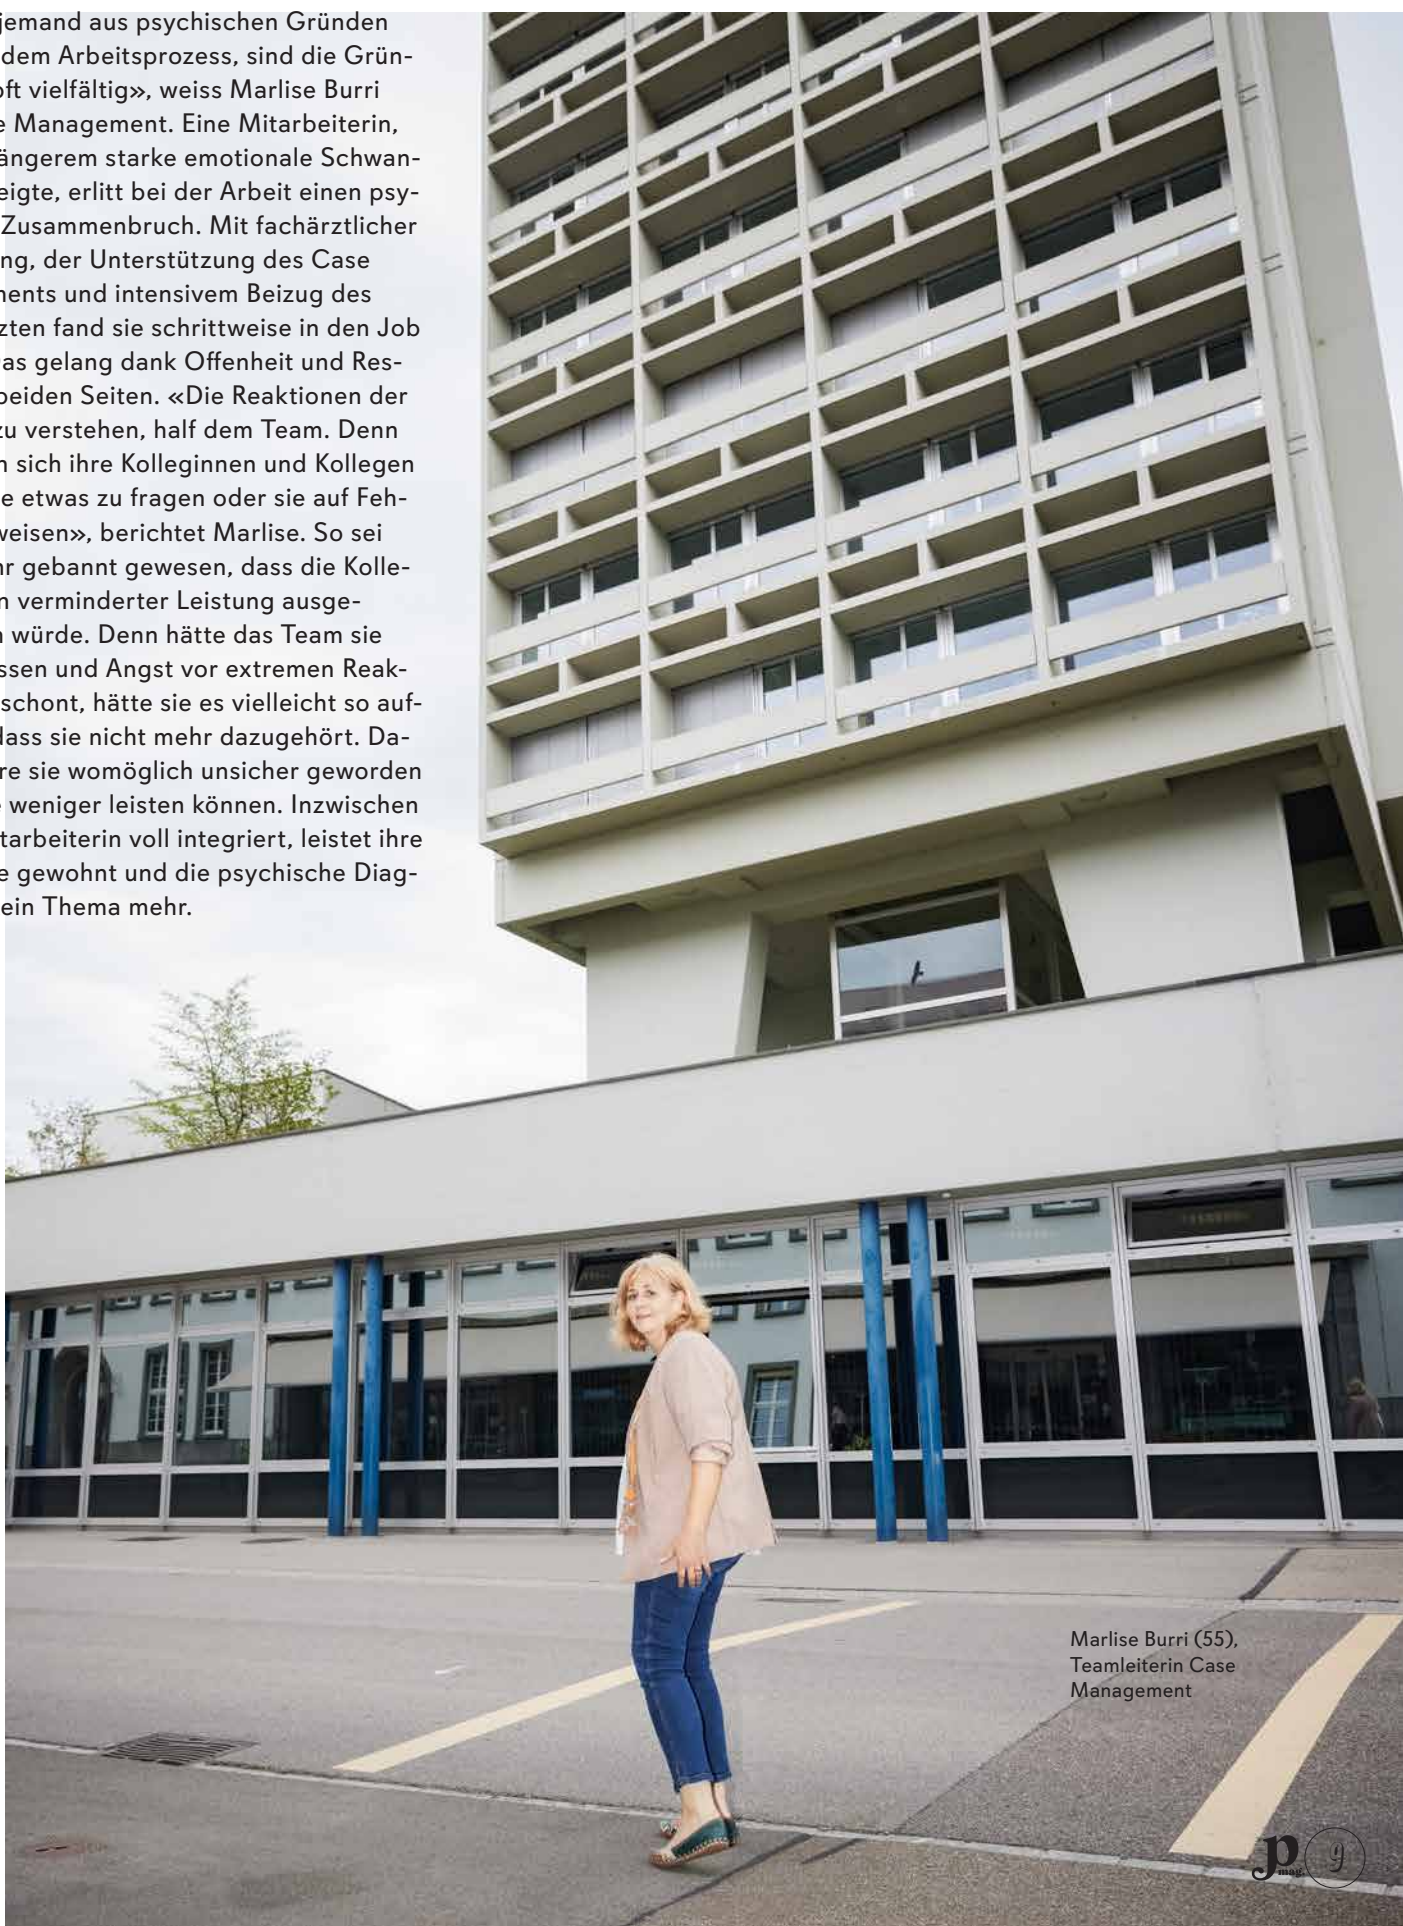 jemand aus psychischen Gründen
dem Arbeitsprozess, sind die Grün-
oft vielfältig», weiss Marlise Burri
e Management. Eine Mitarbeiterin,
ängerem starke emotionale Schwan-
eigte, erlitt bei der Arbeit einen psy-
Zusammenbruch. Mit fachärztlicher
ng, der Unterstützung des Case
ments und intensivem Beizug des
zten fand sie schrittweise in den Job
Das gelang dank Offenheit und Res-
beiden Seiten. «Die Reaktionen der
zu verstehen, half dem Team. Denn
n sich ihre Kolleginnen und Kollegen
e etwas zu fragen oder sie auf Feh-
weisen», berichtet Marlise. So sei
hr gebannt gewesen, dass die Kolle-
n verminderter Leistung ausge-
n würde. Denn hätte das Team sie
ssen und Angst vor extremen Reak-
schont, hätte sie es vielleicht so auf-
dass sie nicht mehr dazugehört. Da-
re sie womöglich unsicher geworden
e weniger leisten können. Inzwischen
tarbeiterin voll integriert, leistet ihre
e gewohnt und die psychische Diag-
ein Thema mehr.
Marlise Burri (55),
Teamleiterin Case
Management
p mag. 9